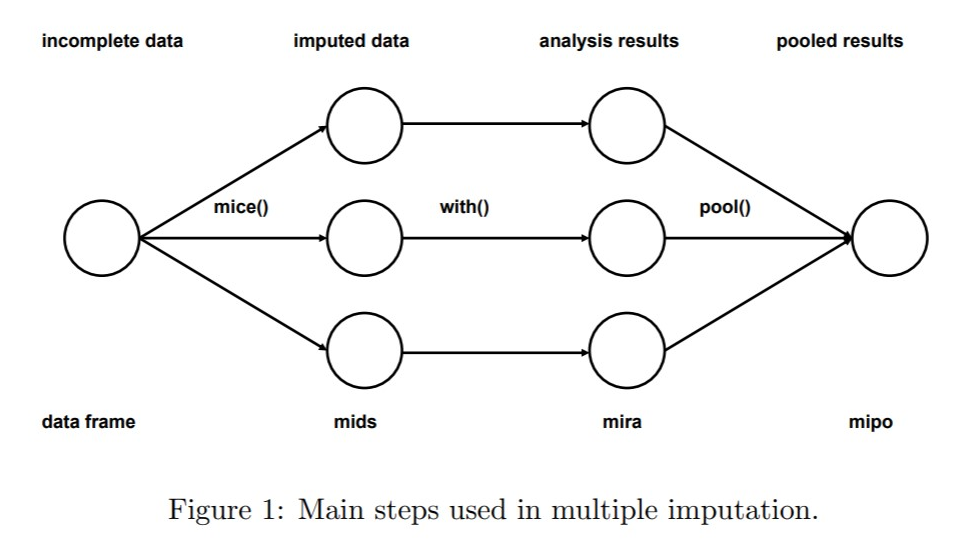 incomplete data imputed data analysis results pooled results
mice() with() pool()
data frame mids mira mipo
Figure 1: Main steps used in multiple imputation.